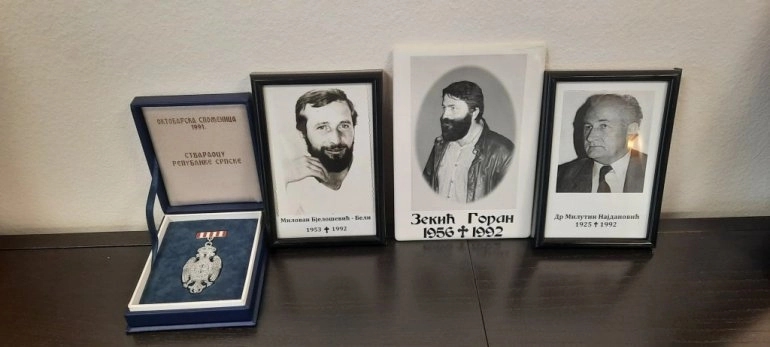 ОКТОБАРСКА СПОМЕНИЦА
1991.
СТВАРАОЦУ
РЕПУБЛИКЕ СРПСКЕ
Милован Бјелошевић - Бели
1953 ✝ 1992
Зекић Горан
1956 ✝ 1992
Др Милутин Најдановић
1925 ✝ 1992